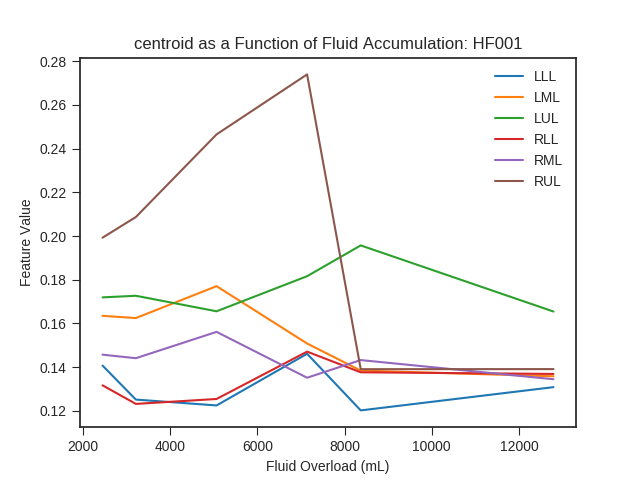 centroid as a Function of Fluid Accumulation: HF001
0.28
0.26
0.24
0.22
0.20
0.18
0.16
0.14
0.12
Feature Value
LLL
LML
LUL
RLL
RML
RUL
2000 4000 6000 8000 10000 12000
Fluid Overload (mL)